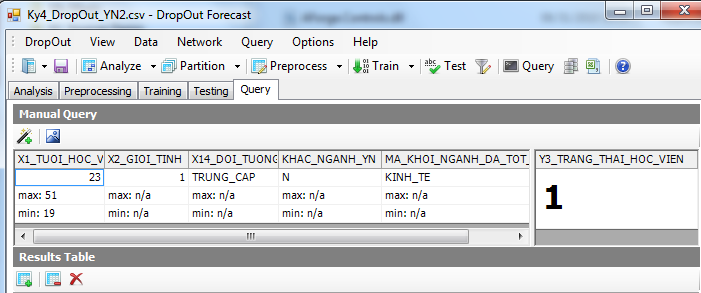 Ky4_DropOut_YN2.csv - DropOut Forecast
DropOut View Data Network Query Options Help
Analyze Partition Preprocess Train Test Query
Analysis Preprocessing Training Testing Query
Manual Query
X1_TUOI_HOC_V X2_GIOI_TINH X14_DOI_TUONG KHAC_NGANH_YN MA_KHOI_NGANH_DA_TOT_ Y3_TRANG_THAI_HOC_VIEN
23 1 TRUNG_CAP N KINH_TE 1
max: 51 max: n/a max: n/a max: n/a max: n/a
min: 19 min: n/a min: n/a min: n/a min: n/a
Results Table